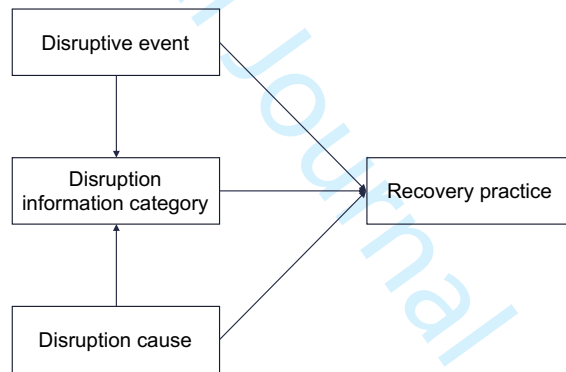 Disruptive event
Disruption
information category
Recovery practice
Disruption cause
Journal